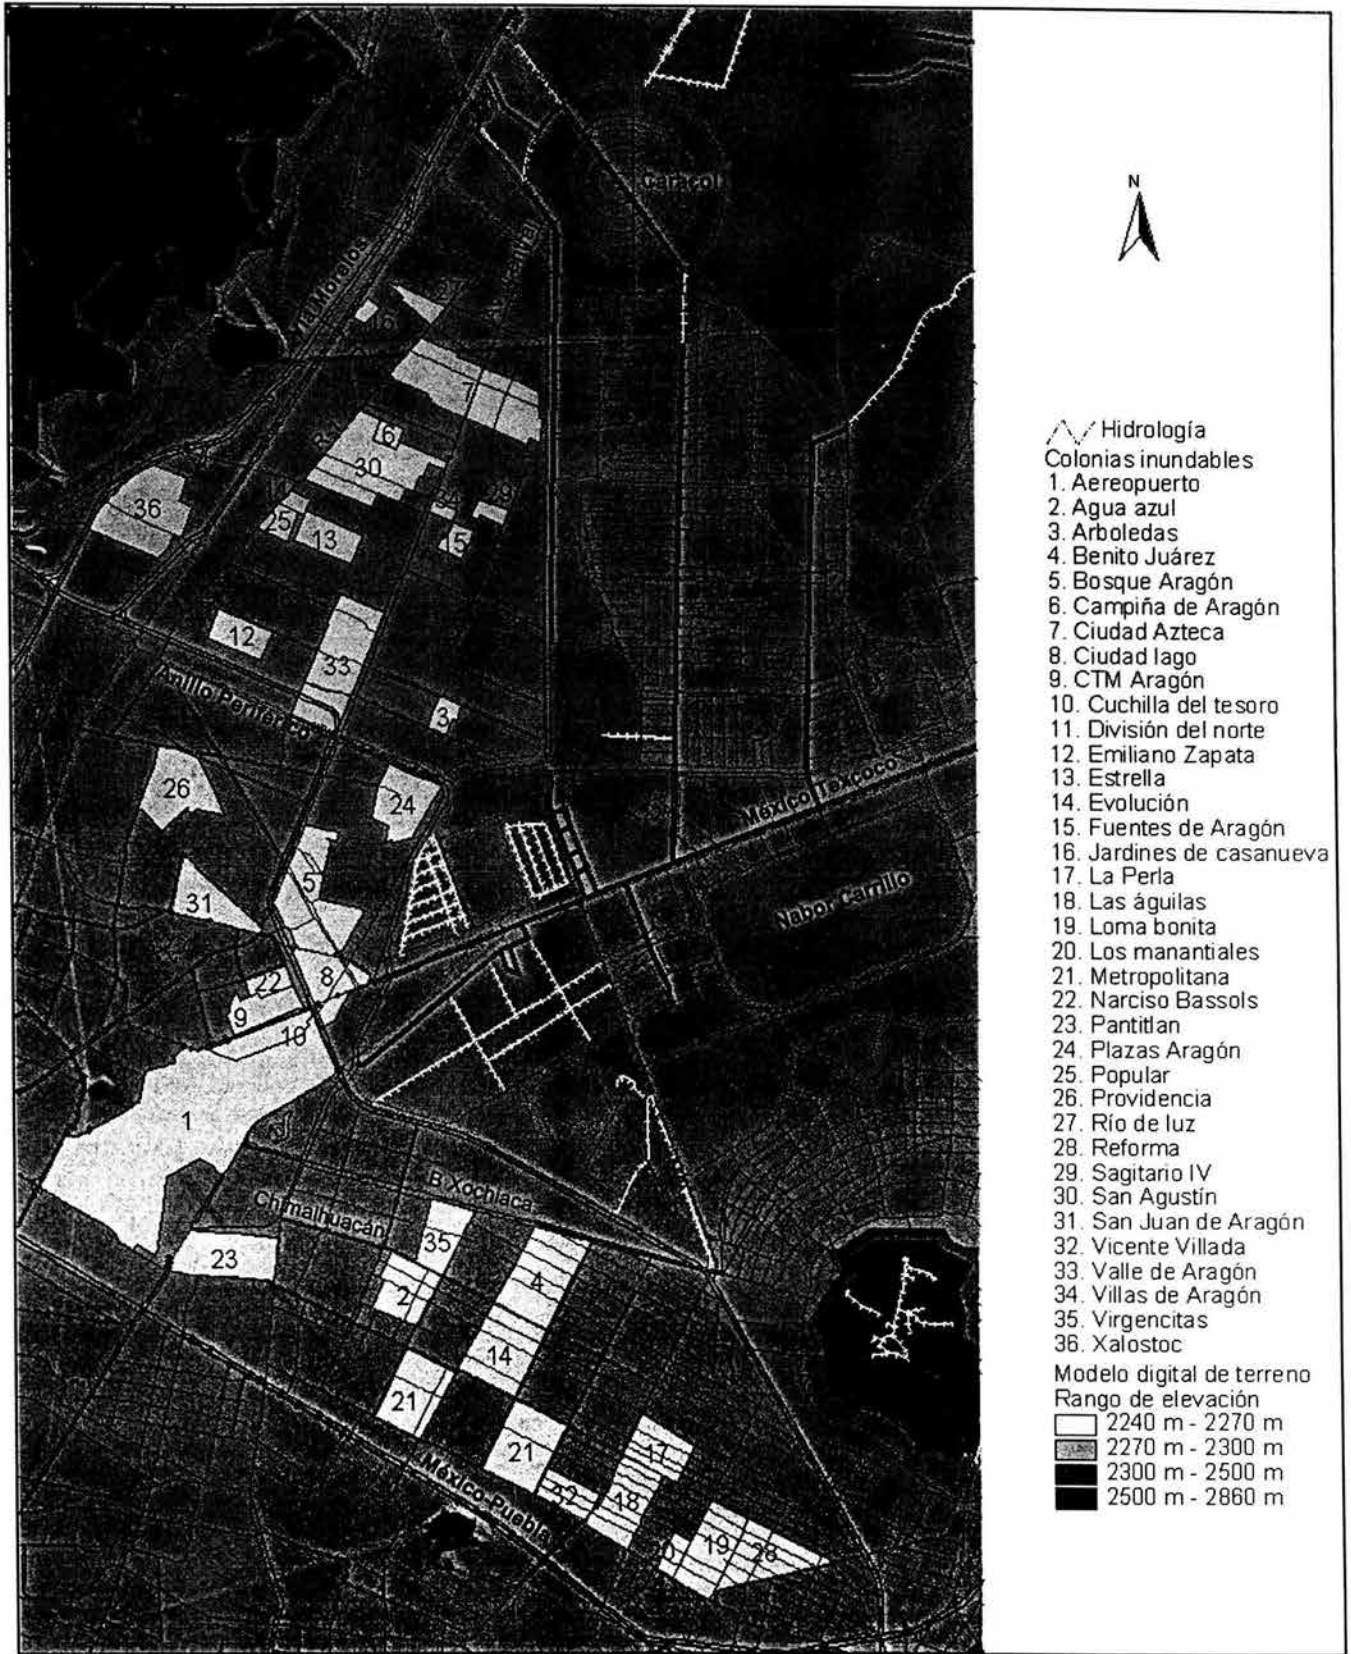 Caracol
N
Vía Morelos
7
6
30
36
25
13
15
12
33
Anillo Periférico
3
26
24
México Texcoco
5
Nabor Carrillo
31
22
8
9
10
1
B Xochiaca
Chimalhuacán
35
23
4
2
14
21
21
17
México-Puebla
32
18
19
28
Hidrología
Colonias inundables
1. Aereopuerto
2. Agua azul
3. Arboledas
4. Benito Juárez
5. Bosque Aragón
6. Campiña de Aragón
7. Ciudad Azteca
8. Ciudad lago
9. CTM Aragón
10. Cuchilla del tesoro
11. División del norte
12. Emiliano Zapata
13. Estrella
14. Evolución
15. Fuentes de Aragón
16. Jardines de casanueva
17. La Perla
18. Las águilas
19. Loma bonita
20. Los manantiales
21. Metropolitana
22. Narciso Bassols
23. Pantitlan
24. Plazas Aragón
25. Popular
26. Providencia
27. Río de luz
28. Reforma
29. Sagitario IV
30. San Agustín
31. San Juan de Aragón
32. Vicente Villada
33. Valle de Aragón
34. Villas de Aragón
35. Virgencitas
36. Xalostoc
Modelo digital de terreno
Rango de elevación
2240 m - 2270 m
2270 m - 2300 m
2300 m - 2500 m
2500 m - 2860 m